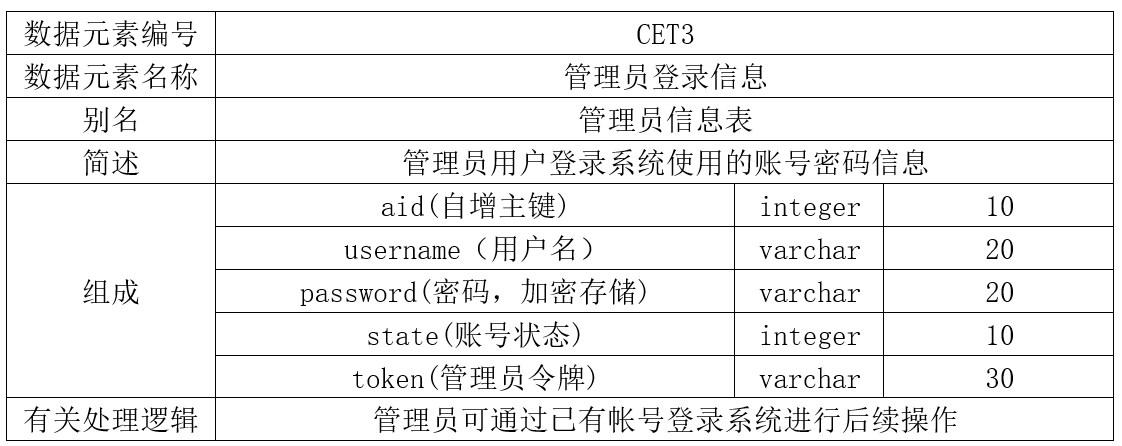 数据元素编号 CET3
数据元素名称 管理员登录信息
别名 管理员信息表
简述 管理员用户登录系统使用的账号密码信息
组成
aid(自增主键) integer 10
username（用户名） varchar 20
password(密码，加密存储) varchar 20
state(账号状态) integer 10
token(管理员令牌) varchar 30
有关处理逻辑 管理员可通过已有帐号登录系统进行后续操作